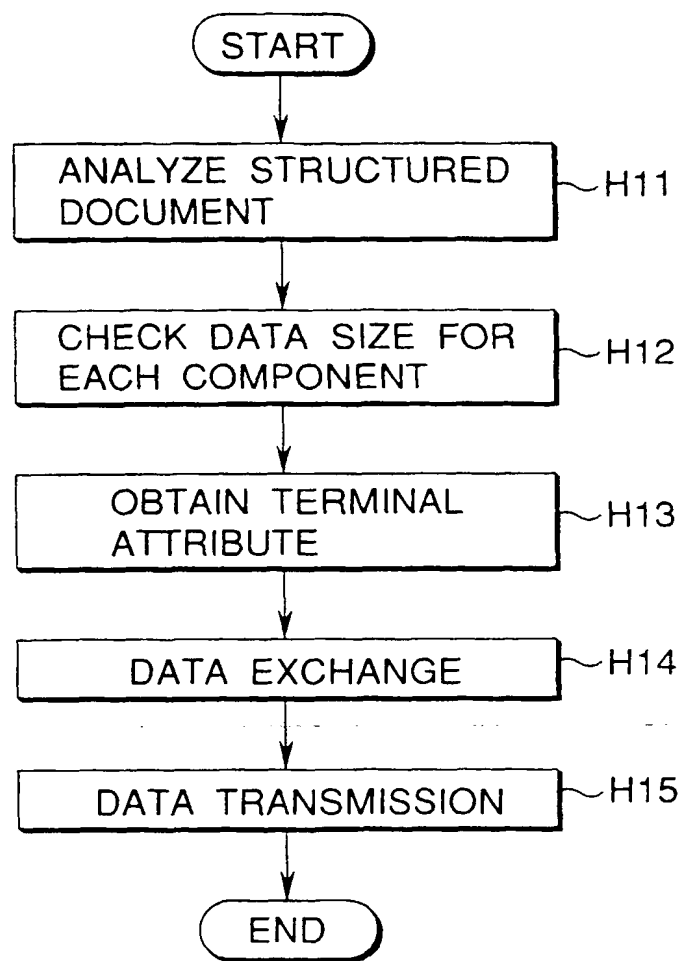 START
ANALYZE STRUCTURED
DOCUMENT
H11
CHECK DATA SIZE FOR
EACH COMPONENT
H12
OBTAIN TERMINAL
ATTRIBUTE
H13
DATA EXCHANGE
H14
DATA TRANSMISSION
H15
END